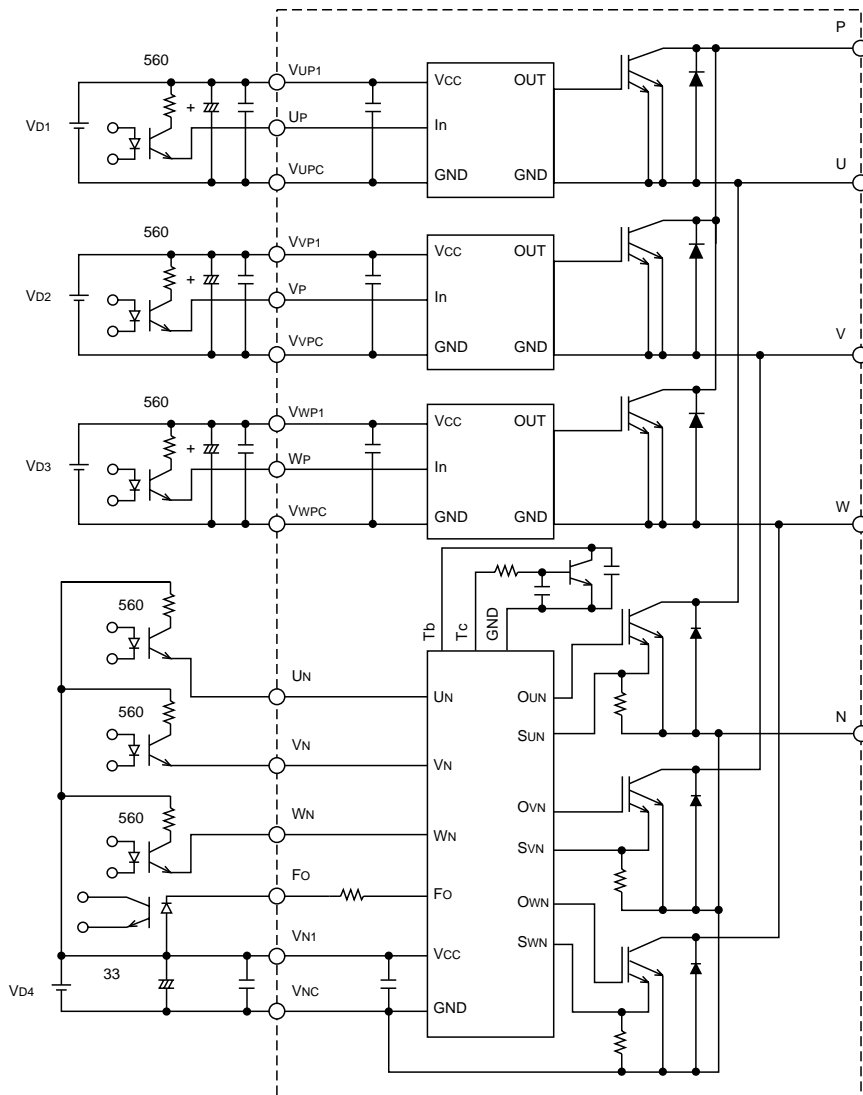 P
560
VUP1
VCC
OUT
+
UP
In
VD1
VUPC
GND
GND
U
560
VVP1
VCC
OUT
+
VP
In
VD2
VVPC
GND
GND
V
560
VWP1
VCC
OUT
+
WP
In
VD3
VWPC
GND
GND
W
Tb
Tc
GND
560
UN
UN
OUN
560
SUN
N
VN
VN
OVN
560
WN
WN
SVN
FO
FO
OWN
SWN
VN1
VCC
33
VD4
VNC
GND